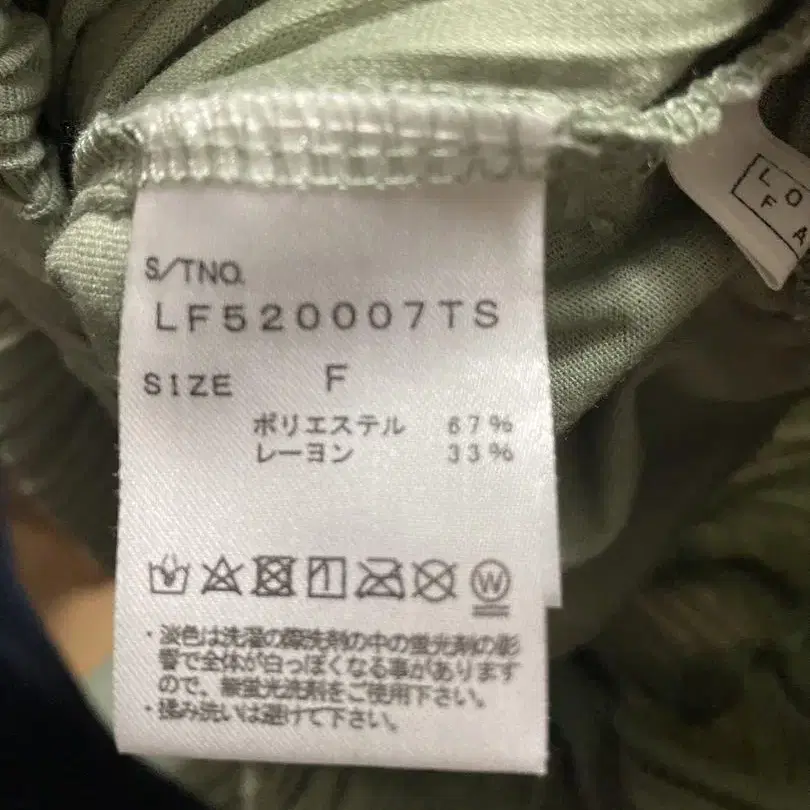 S/TNO.
LF520007TS
SIZE F
ポリエステル 67%
レーヨン 33%
W
・淡色は洗濯の際洗剤の中の蛍光剤の影
響で全体が白っぽくなる事があります
ので、無蛍光洗剤をご使用下さい。
・揉み洗いは避けて下さい。
LO
FA